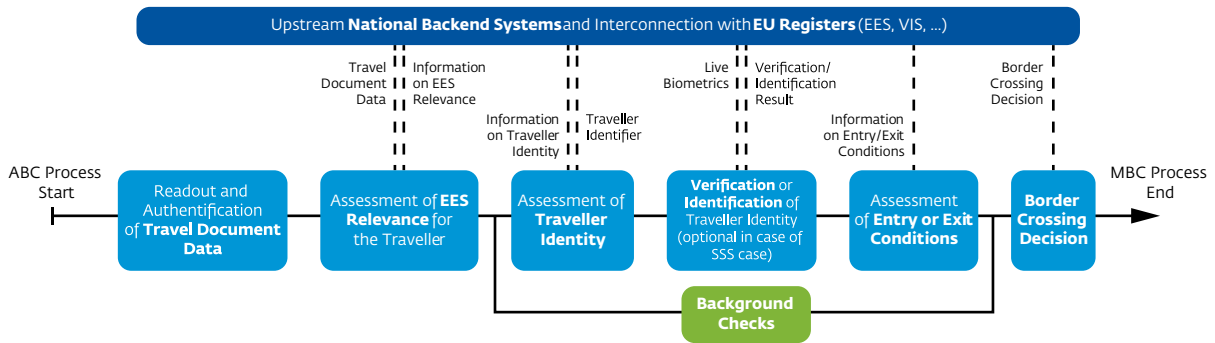 Upstream National Backend Systems and Interconnection with EU Registers (EES, VIS, ...)
Travel
Document
Data
Information
on EES
Relevance
Information
on Traveller
Identity
Traveller
Identifier
Live
Biometrics
Verification/
Identification
Result
Information
on Entry/Exit
Conditions
Border
Crossing
Decision
ABC Process
Start
Readout and
Authentification
of Travel Document
Data
Assessment of EES
Relevance for
the Traveller
Assessment of
Traveller
Identity
Verification or
Identification of
Traveller Identity
(optional in case of
SSS case)
Assessment
of Entry or Exit
Conditions
Border
Crossing
Decision
MBC Process
End
Background
Checks